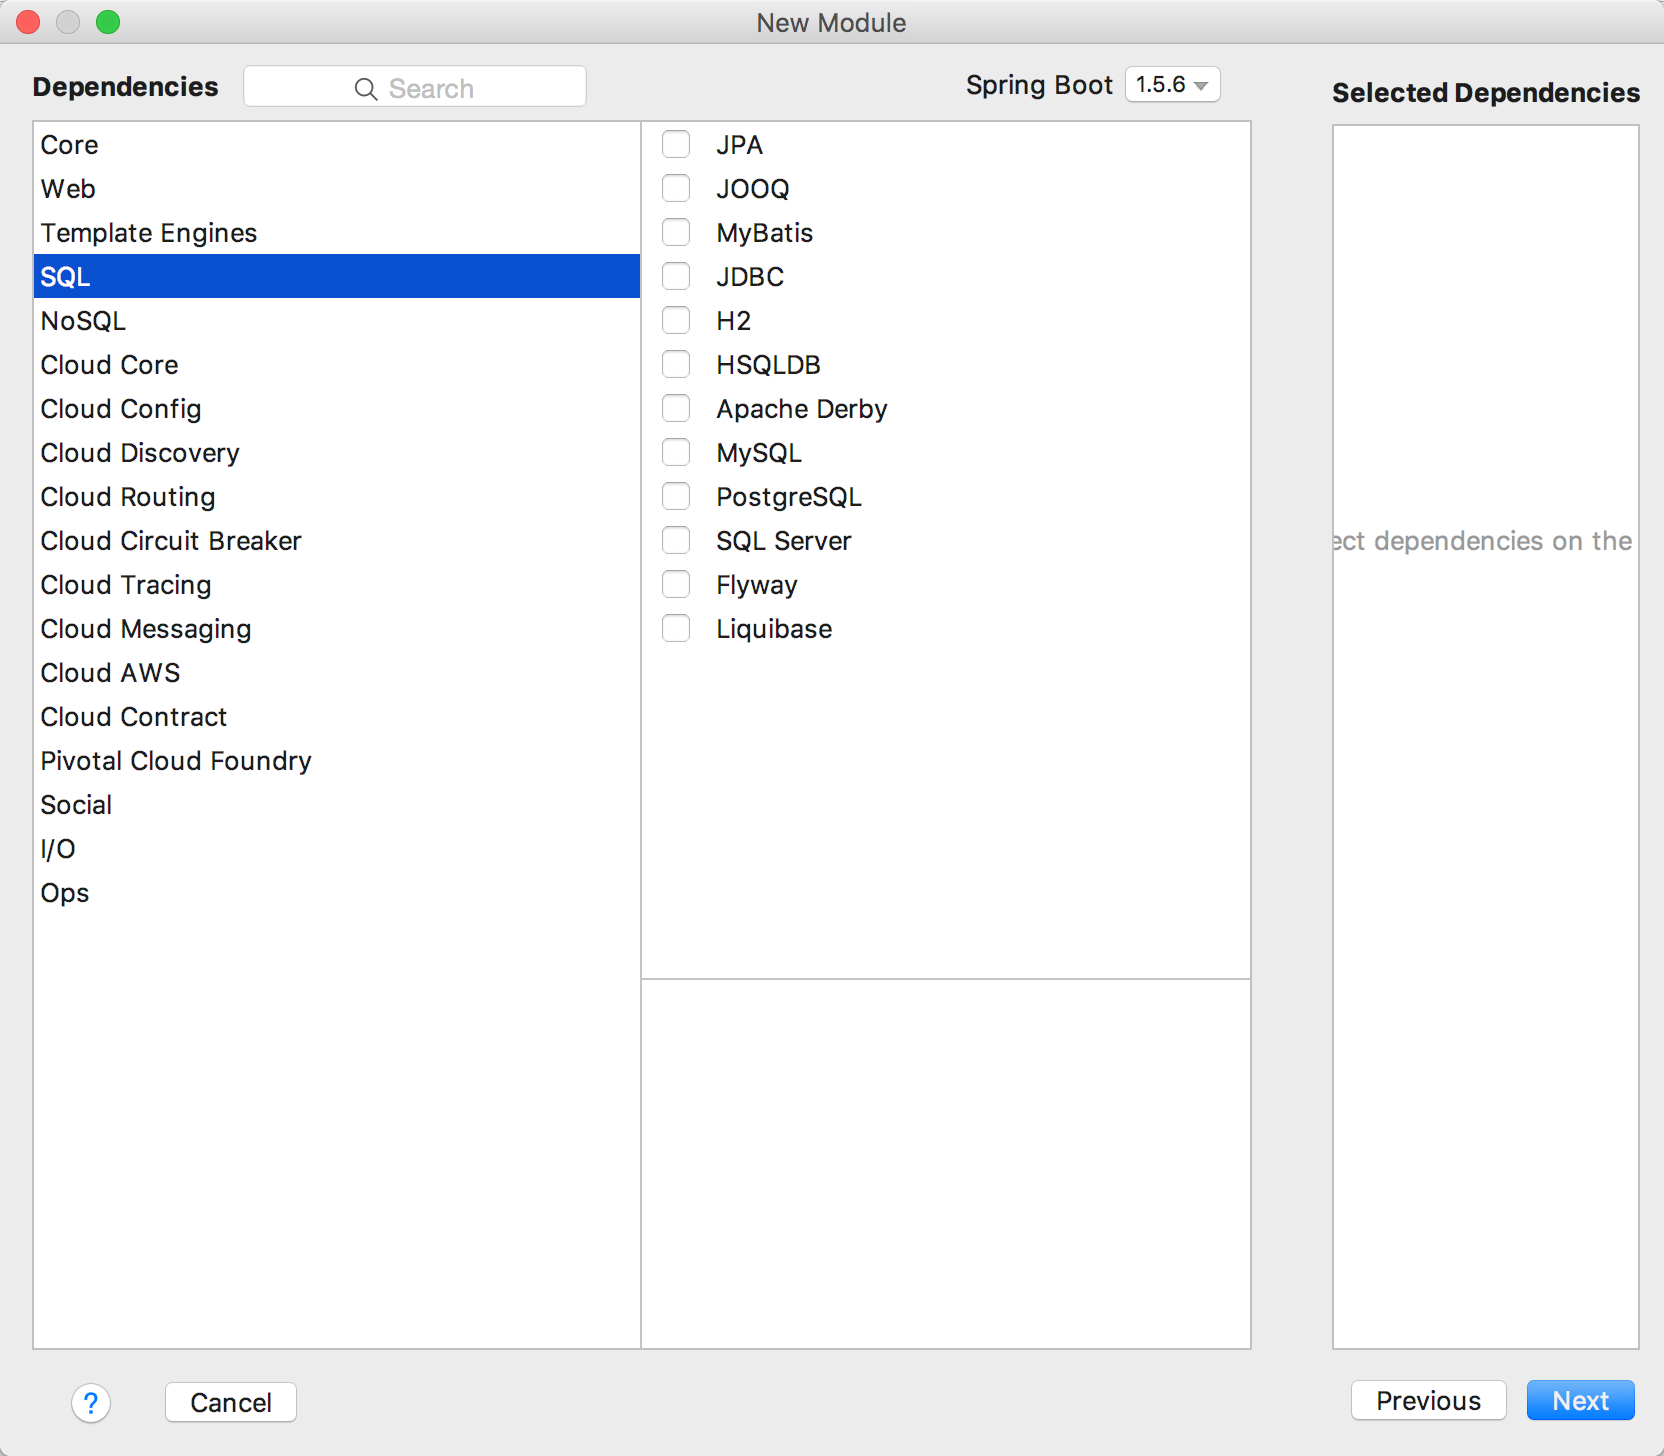 New Module
Dependencies
Search
Spring Boot 1.5.6
Selected Dependencies
Core
Web
Template Engines
SQL
NoSQL
Cloud Core
Cloud Config
Cloud Discovery
Cloud Routing
Cloud Circuit Breaker
Cloud Tracing
Cloud Messaging
Cloud AWS
Cloud Contract
Pivotal Cloud Foundry
Social
I/O
Ops
JPA
JOOQ
MyBatis
JDBC
H2
HSQLDB
Apache Derby
MySQL
PostgreSQL
SQL Server
Flyway
Liquibase
ect dependencies on the
?
Cancel
Previous
Next